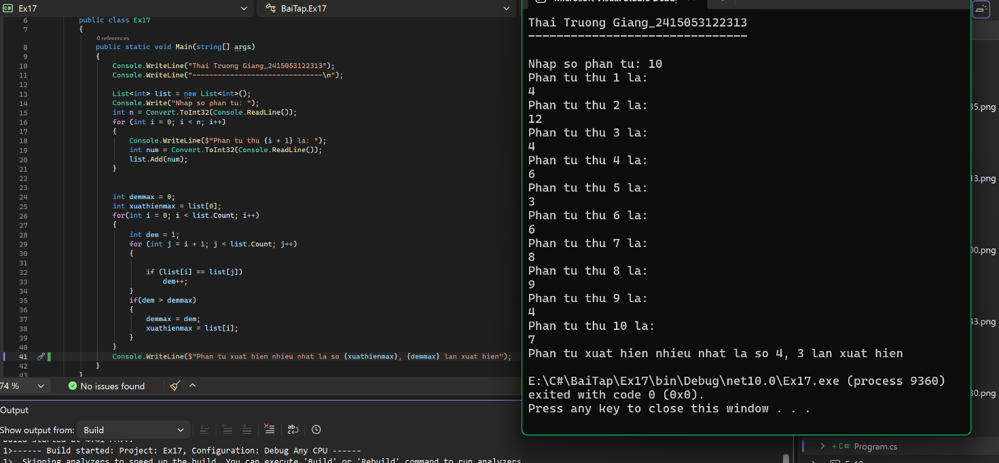 Ex17
BaiTap.Ex17
6 public class Ex17
7 {
0 references
8 public static void Main(string[] args)
9 {
10 Console.WriteLine("Thai Truong Giang_2415053122313");
11 Console.WriteLine("-------------------------------\n");
12
13 List<int> list = new List<int>();
14 Console.Write("Nhap so phan tu: ");
15 int n = Convert.ToInt32(Console.ReadLine());
16 for (int i = 0; i < n; i++)
17 {
18 Console.WriteLine($"Phan tu thu {i + 1} la: ");
19 int num = Convert.ToInt32(Console.ReadLine());
20 list.Add(num);
21 }
22
23
24 int demmax = 0;
25 int xuathienmax = list[0];
26 for(int i = 0; i < list.Count; i++)
27 {
28 int dem = 1;
29 for (int j = i + 1; j < list.Count; j++)
30 {
31
32 if (list[i] == list[j])
33 dem++;
34 }
35 if(dem > demmax)
36 {
37 demmax = dem;
38 xuathienmax = list[i];
39 }
40 }
41 Console.WriteLine($"Phan tu xuat hien nhieu nhat la so {xuathienmax}, {demmax} lan xuat hien");
42 }
43 }
74 %
No issues found
Output
Show output from: Build
1>------ Build started: Project: Ex17, Configuration: Debug Any CPU ------
1> Skipping analyzers to speed up the build. You can execute 'Build' or 'Rebuild' command to run analyzers
Thai Truong Giang_2415053122313
-------------------------------
Nhap so phan tu: 10
Phan tu thu 1 la:
4
Phan tu thu 2 la:
12
Phan tu thu 3 la:
4
Phan tu thu 4 la:
6
Phan tu thu 5 la:
3
Phan tu thu 6 la:
6
Phan tu thu 7 la:
8
Phan tu thu 8 la:
9
Phan tu thu 9 la:
4
Phan tu thu 10 la:
7
Phan tu xuat hien nhieu nhat la so 4, 3 lan xuat hien
E:\C#\BaiTap\Ex17\bin\Debug\net10.0\Ex17.exe (process 9360)
exited with code 0 (0x0).
Press any key to close this window . . .
35.png
13.png
00.png
43.png
30.png
+ C# Program.cs